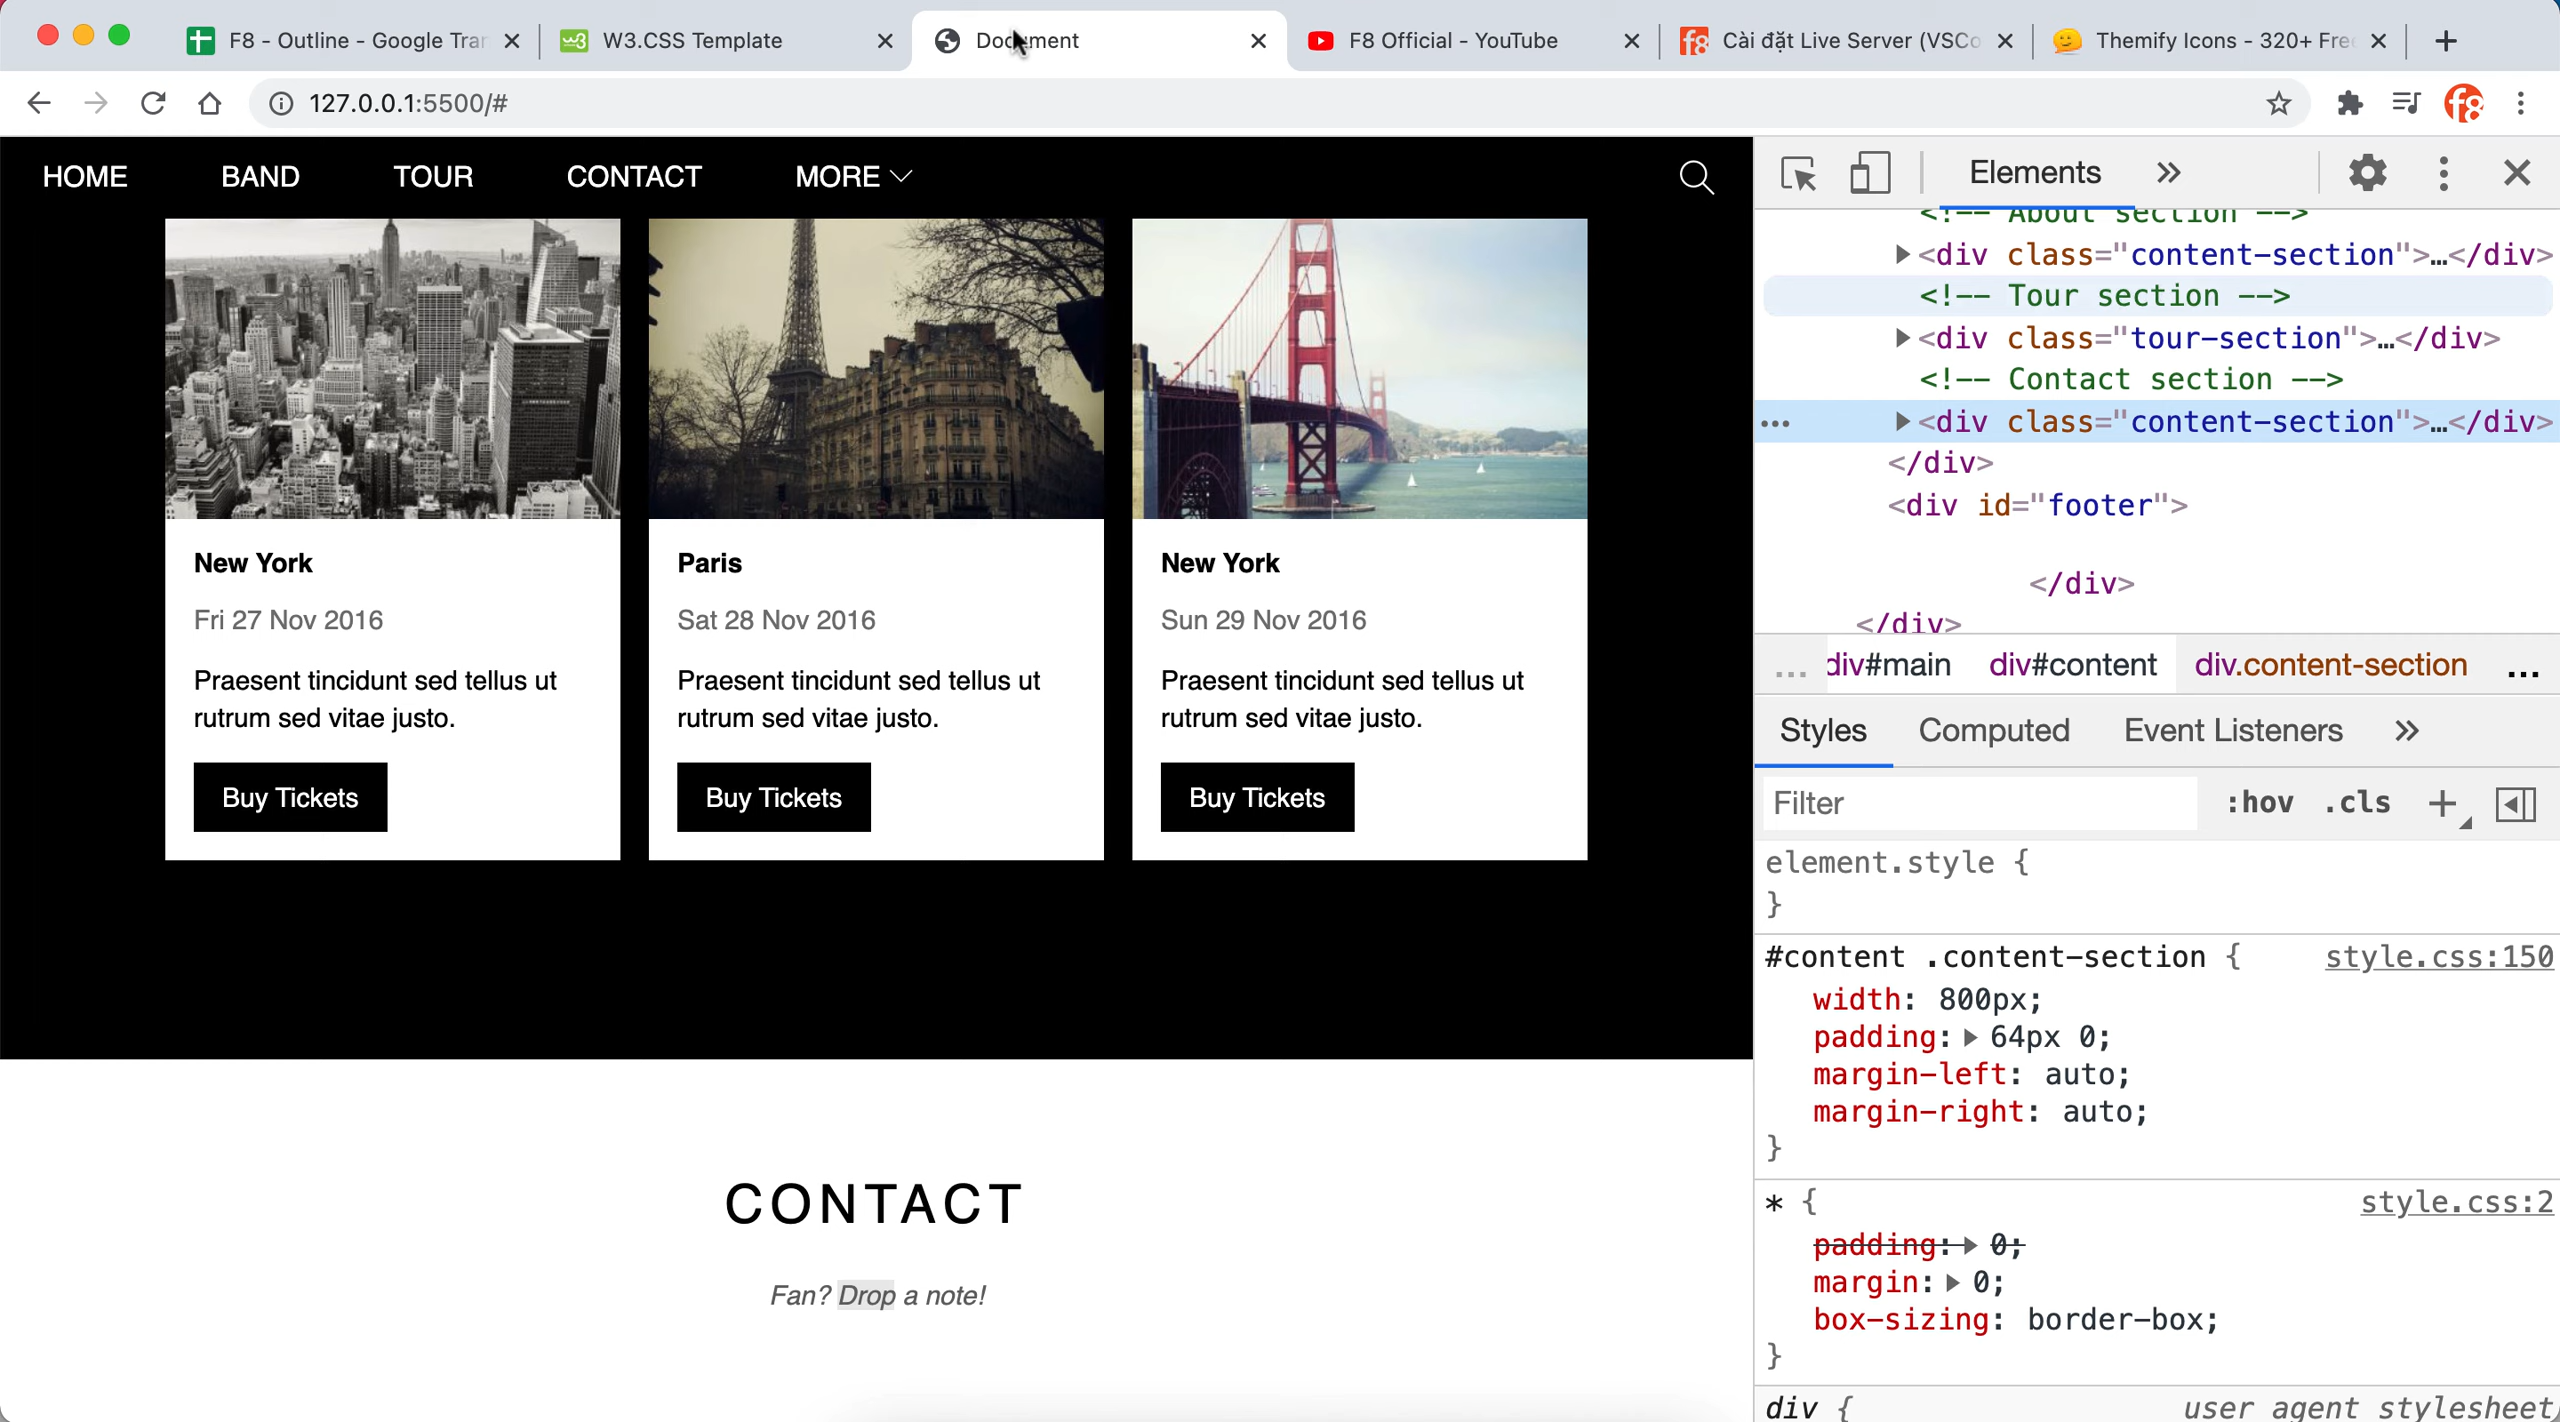 F8 - Outline - Google Tran
W3.CSS Template
Document
F8 Official - YouTube
Cài đặt Live Server (VSCo
Themify Icons - 320+ Free
127.0.0.1:5500/#
HOME BAND TOUR CONTACT MORE
New York
Fri 27 Nov 2016
Praesent tincidunt sed tellus ut
rutrum sed vitae justo.
Buy Tickets
Paris
Sat 28 Nov 2016
Praesent tincidunt sed tellus ut
rutrum sed vitae justo.
Buy Tickets
New York
Sun 29 Nov 2016
Praesent tincidunt sed tellus ut
rutrum sed vitae justo.
Buy Tickets
CONTACT
Fan? Drop a note!
Elements
<!-- About section -->
<div class="content-section">…</div>
<!-- Tour section -->
<div class="tour-section">…</div>
<!-- Contact section -->
<div class="content-section">…</div>
</div>
<div id="footer">
</div>
</div>
... div#main div#content div.content-section ...
Styles Computed Event Listeners
Filter :hov .cls
element.style {
}
#content .content-section { style.css:150
width: 800px;
padding: 64px 0;
margin-left: auto;
margin-right: auto;
}
* { style.css:2
padding: 0;
margin: 0;
box-sizing: border-box;
}
div { user agent stylesheet